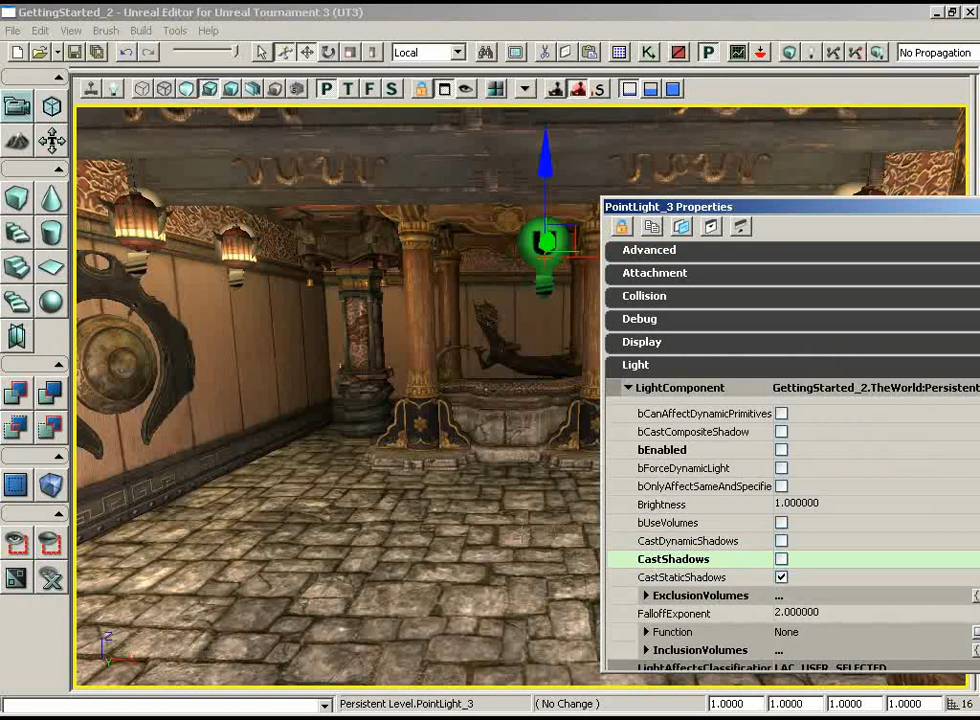 GettingStarted_2 - Unreal Editor for Unreal Tournament 3 (UT3)
File Edit View Brush Build Tools Help
Local
P
No Propagation
P T F S
S
PointLight_3 Properties
Advanced
Attachment
Collision
Debug
Display
Light
LightComponent GettingStarted_2.TheWorld:Persistent
bCanAffectDynamicPrimitives
bCastCompositeShadow
bEnabled
bForceDynamicLight
bOnlyAffectSameAndSpecifie
Brightness 1.000000
bUseVolumes
CastDynamicShadows
CastShadows
CastStaticShadows
ExclusionVolumes ...
FalloffExponent 2.000000
Function None
InclusionVolumes ...
LightAffectsClassification LAC_USER_SELECTED
Z
Persistent Level.PointLight_3 ( No Change ) 1.0000 1.0000 1.0000 1.0000 16